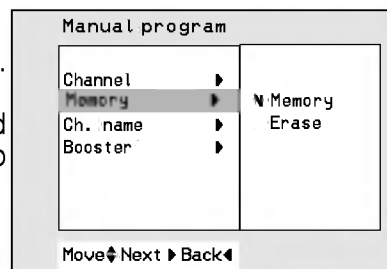 Manual program
Channel ▶
Memory ▶
Ch. name ▶
Booster ▶
Memory
Erase
Move Next ▶ Back ◀